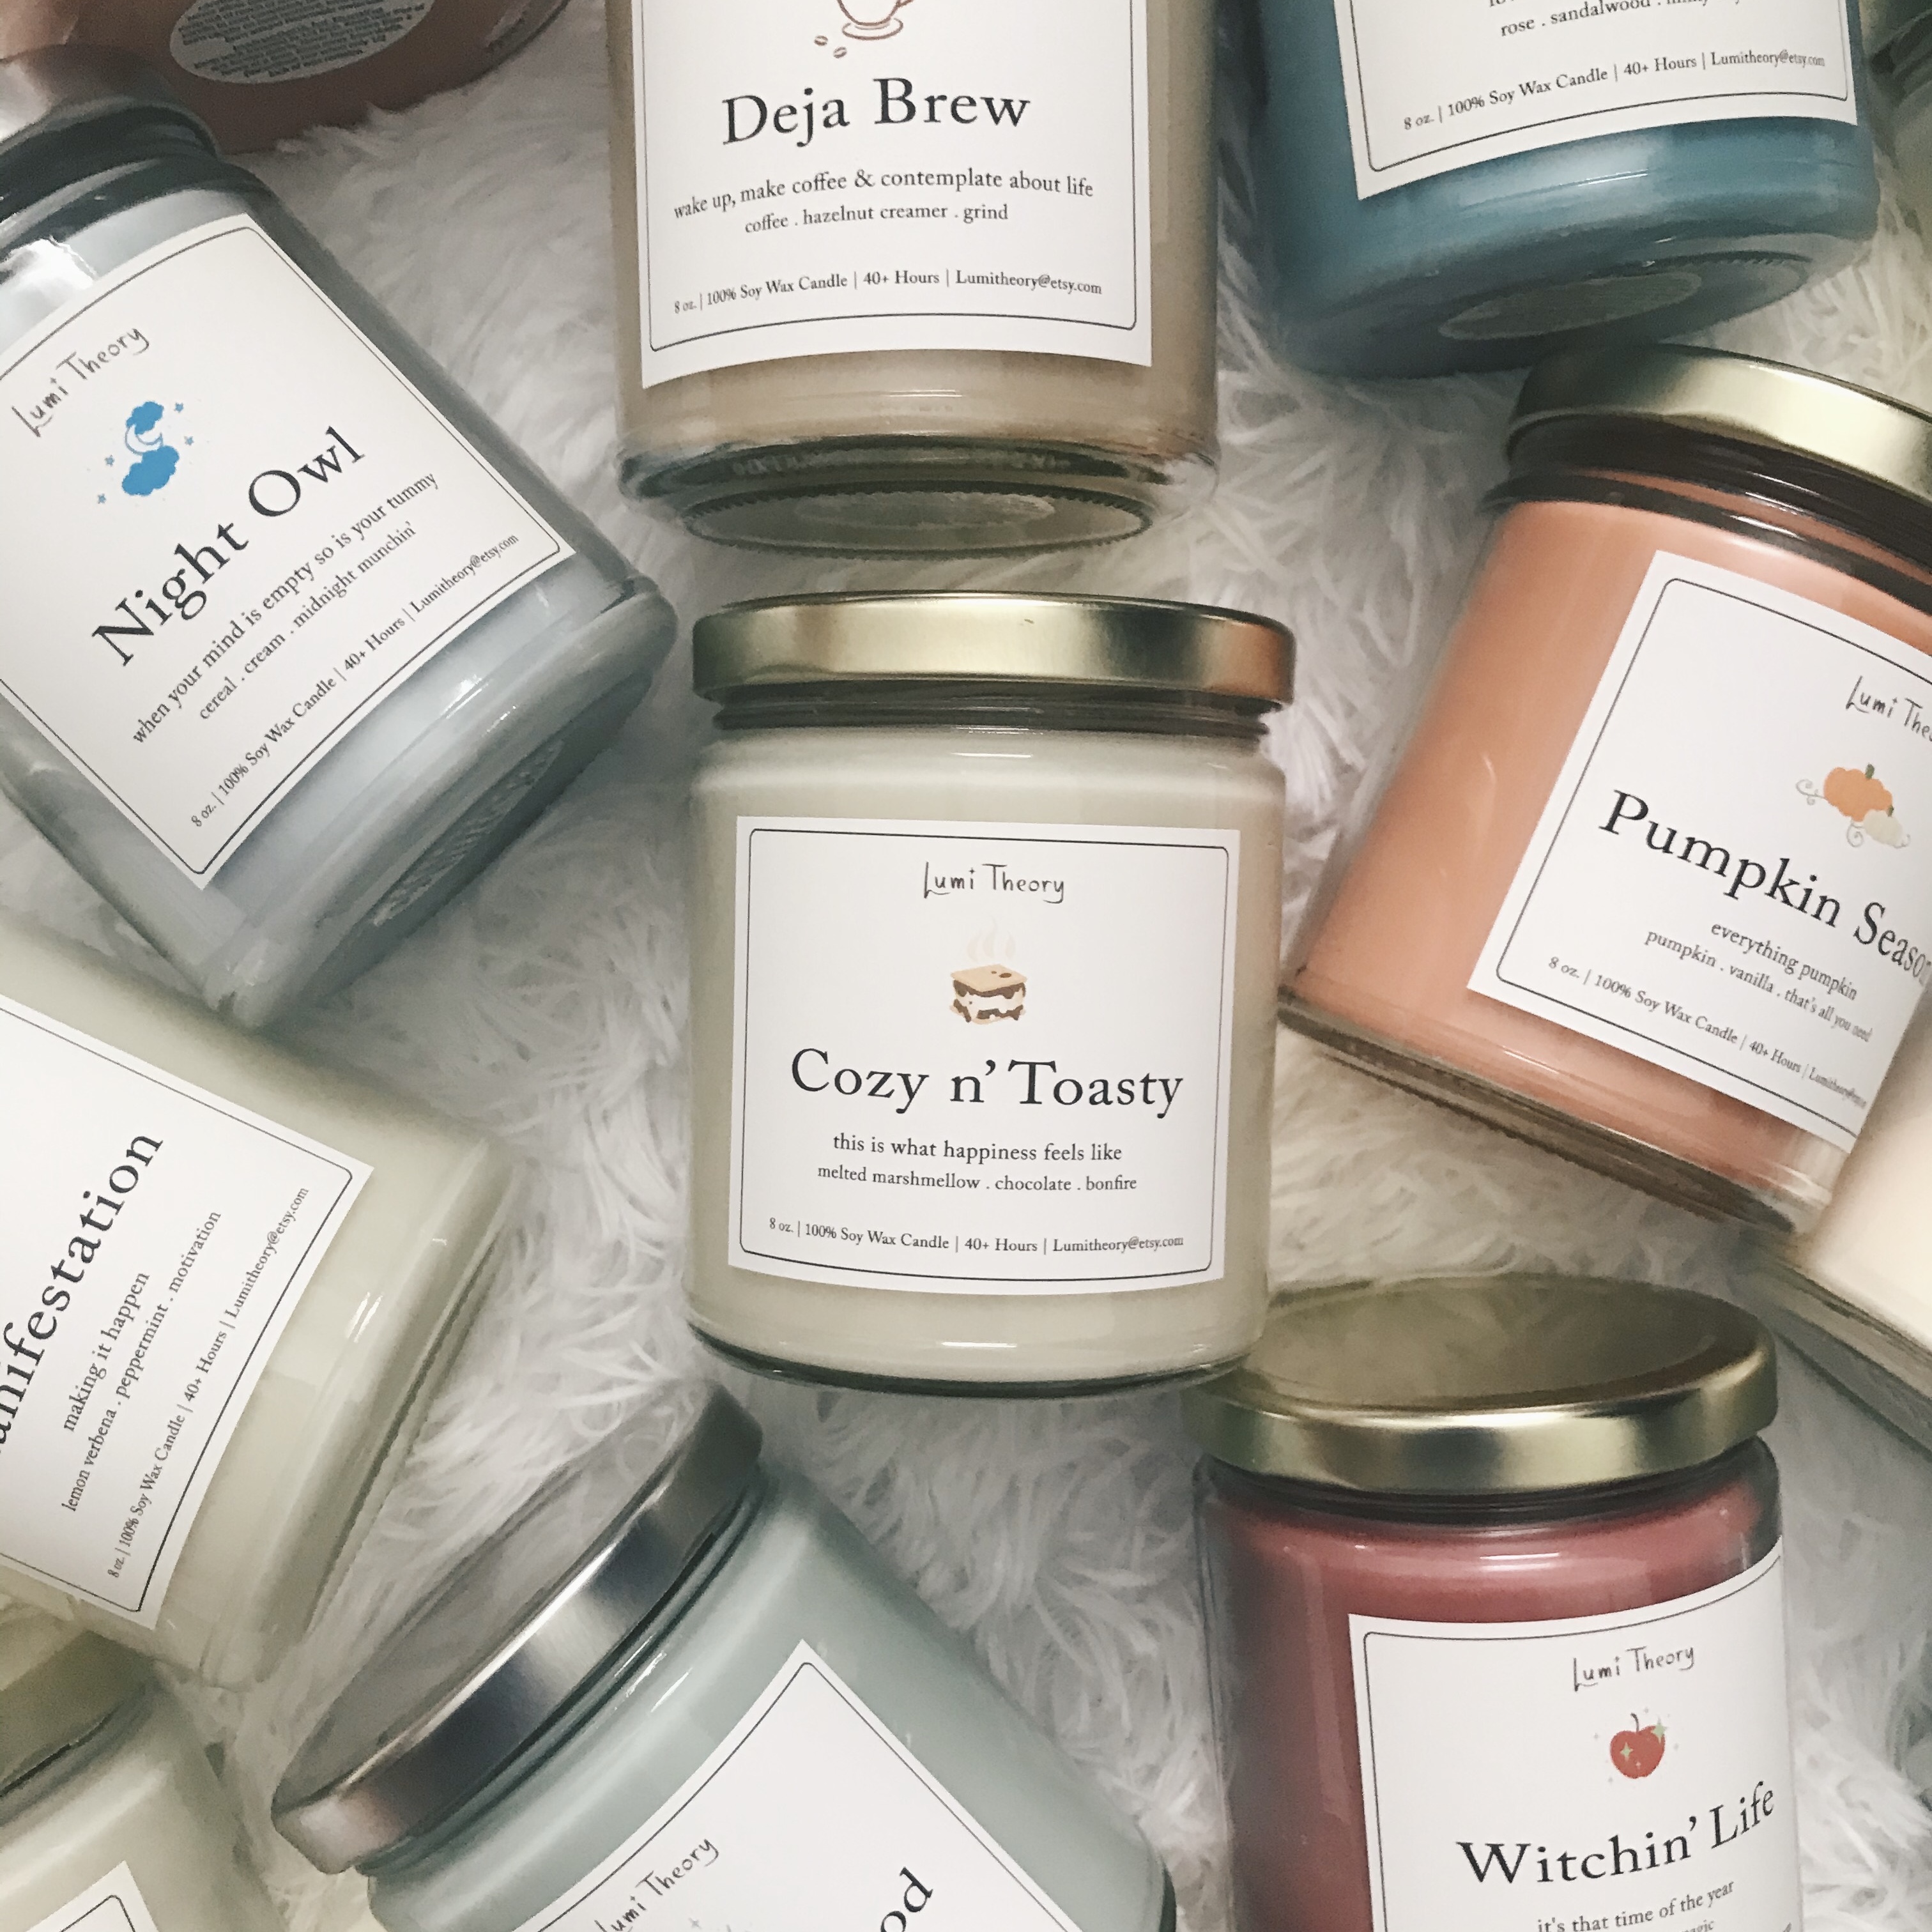 Deja Brew
wake up, make coffee & contemplate about life
coffee . hazelnut creamer . grind
8 oz. | 100% Soy Wax Candle | 40+ Hours | Lumitheory@etsy.com
rose . sandalwood .
8 oz. | 100% Soy Wax Candle | 40+ Hours | Lumitheory@etsy.com
Lumi Theory
Night Owl
when your mind is empty so is your tummy
cereal . cream . midnight munchin'
8 oz. | 100% Soy Wax Candle | 40+ Hours | Lumitheory@etsy.com
Lumi Theory
Cozy n' Toasty
this is what happiness feels like
melted marshmellow . chocolate . bonfire
8 oz. | 100% Soy Wax Candle | 40+ Hours | Lumitheory@etsy.com
Lumi Theo
Pumpkin Season
everything pumpkin
pumpkin . vanilla . that's all you need
8 oz. | 100% Soy Wax Candle | 40+ Hours | Lumitheory@etsy
anifestation
making it happen
lemon verbena . peppermint . motivation
8 oz. | 100% Soy Wax Candle | 40+ Hours | Lumitheory@etsy.com
Lumi Theory
od
Lumi Theory
Witchin' Life
it's that time of the year